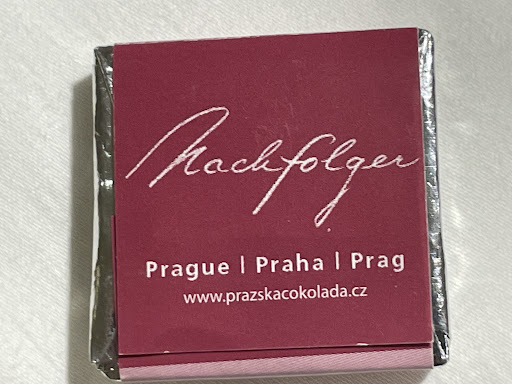 Nachfolger
Prague | Praha | Prag
www.prazskacokolada.cz